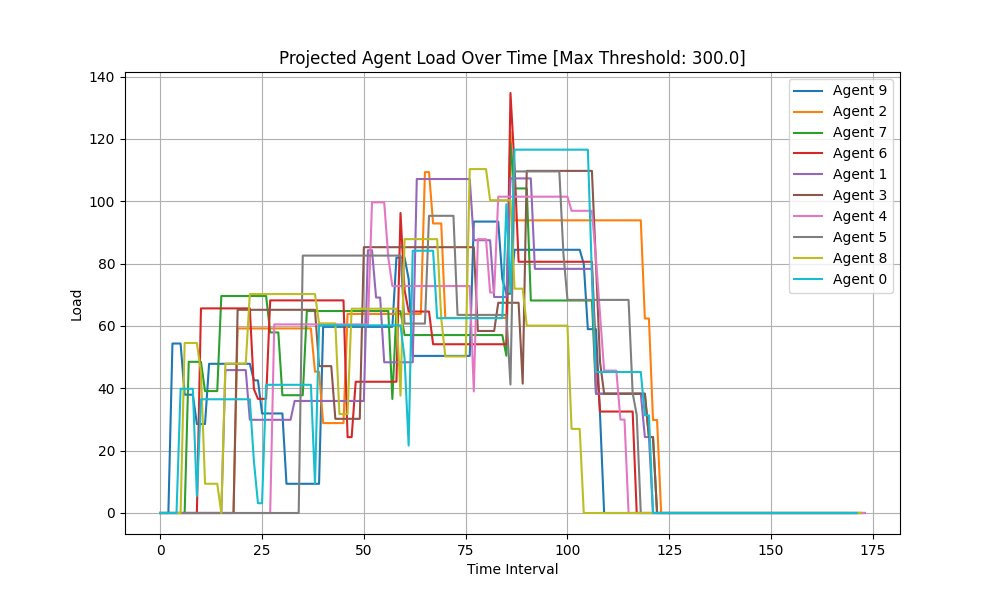 Projected Agent Load Over Time [Max Threshold: 300.0]
Load
140
120
100
80
60
40
20
0
0 25 50 75 100 125 150 175
Time Interval
Agent 9
Agent 2
Agent 7
Agent 6
Agent 1
Agent 3
Agent 4
Agent 5
Agent 8
Agent 0